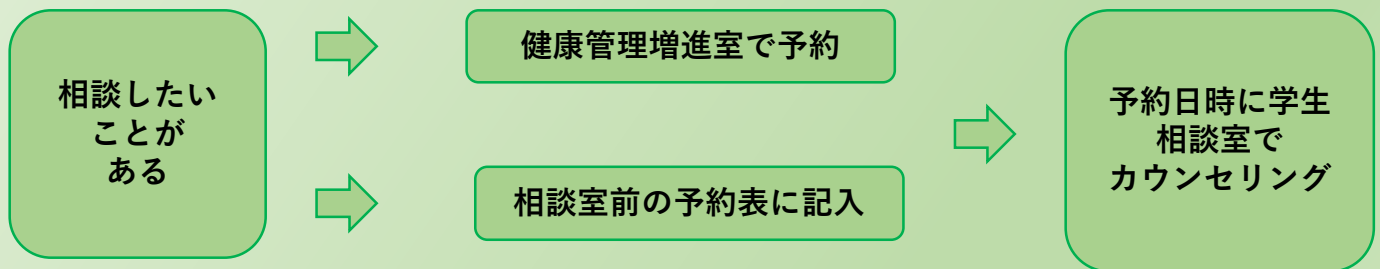 相談したい
ことが
ある
健康管理増進室で予約
相談室前の予約表に記入
予約日時に学生
相談室で
カウンセリング